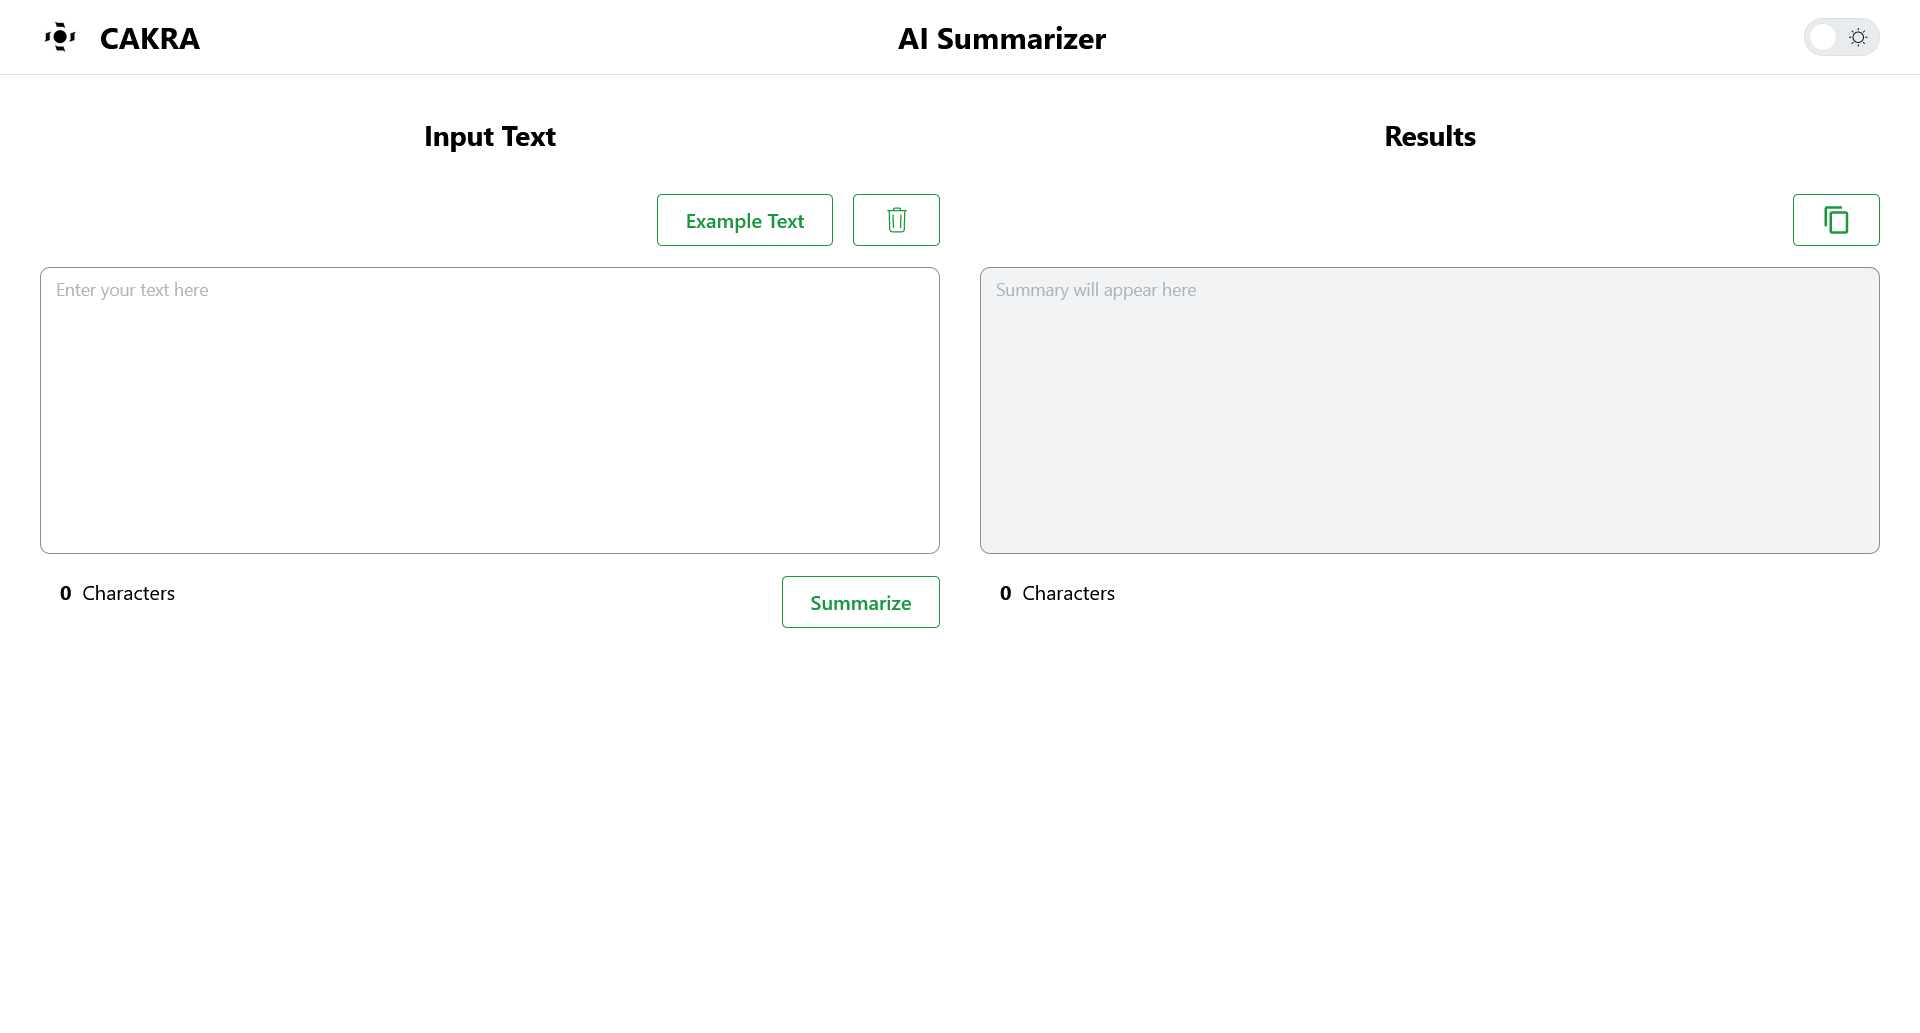 CAKRA
AI Summarizer
Input Text
Example Text
Enter your text here
0 Characters
Summarize
Results
Summary will appear here
0 Characters